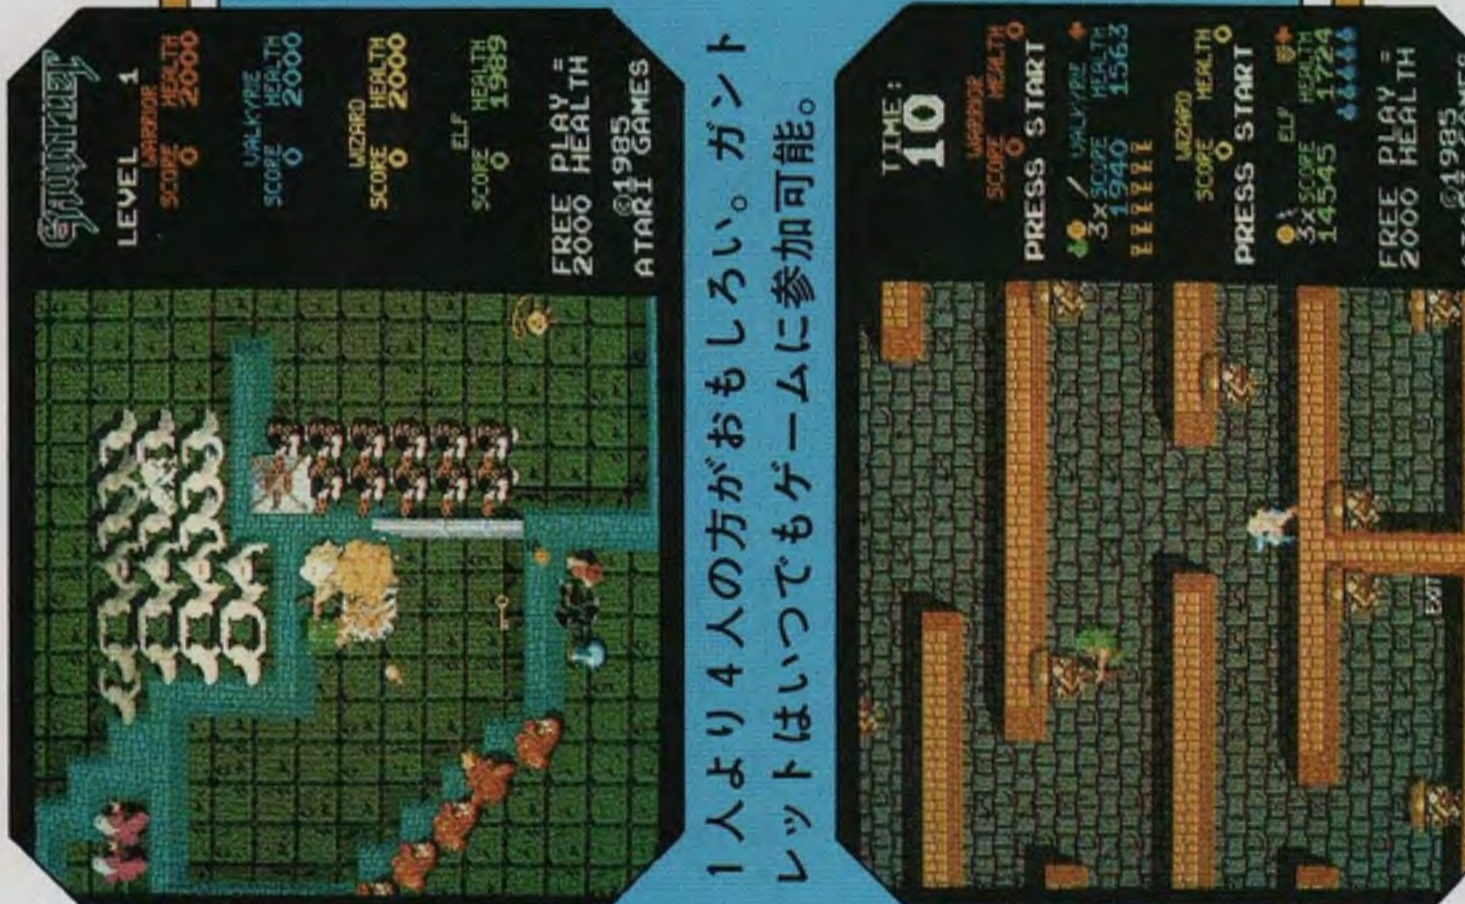 Gauntlet
LEVEL 1
WARRIOR
SCORE HEALTH
0 2000
VALKYRIE
SCORE HEALTH
0 2000
WIZARD
SCORE HEALTH
0 2000
ELF
SCORE HEALTH
0 1989
FREE PLAY =
2000 HEALTH
©1985
ATARI GAMES
1人より4人の方がおもしろい。ガント
レットはいつでもゲームに参加可能。
TIME:
10
WARRIOR
SCORE HEALTH
0 0
PRESS START
VALKYRIE
3x SCORE HEALTH
1940 1563
WIZARD
SCORE HEALTH
0 0
PRESS START
ELF
3x SCORE HEALTH
14545 1724
FREE PLAY =
2000 HEALTH
©1985
EXIT